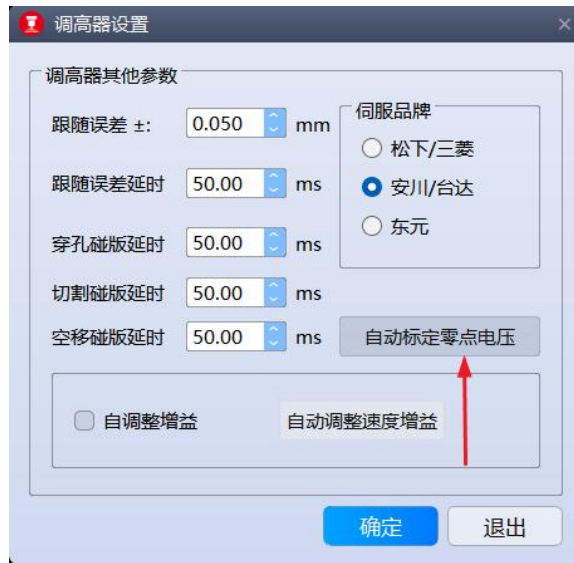 调高器设置
调高器其他参数
跟随误差 ±: 0.050 mm
伺服品牌
松下/三菱
跟随误差延时 50.00 ms
安川/台达
东元
穿孔碰版延时 50.00 ms
切割碰版延时 50.00 ms
空移碰版延时 50.00 ms
自动标定零点电压
自调整增益
自动调整速度增益
确定
退出